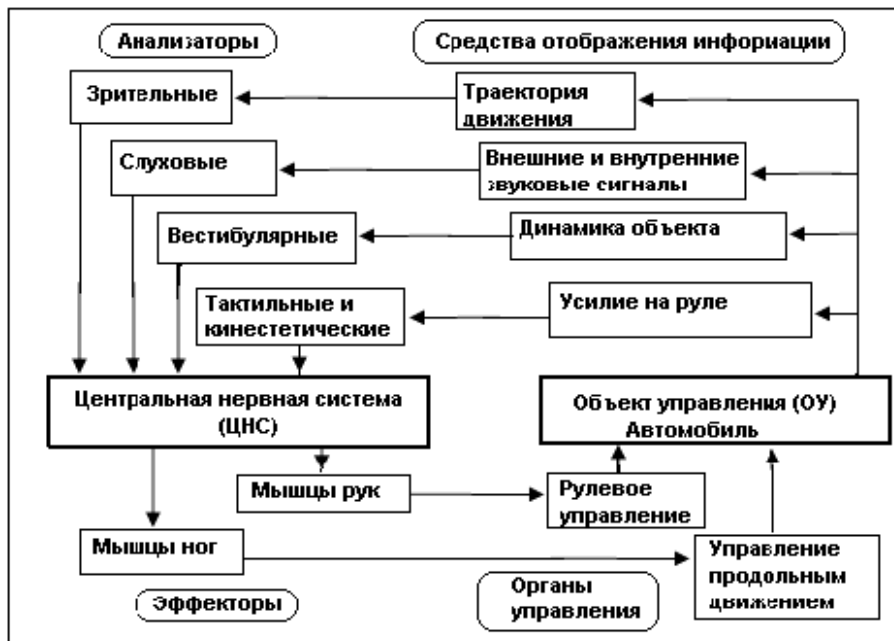 Анализаторы
Средства отображения инфориации
Зрительные
Траектория
движения
Слуховые
Внешние и внутренние
звуковые сигналы
Вестибулярные
Динамика объекта
Тактильные и
кинестетические
Усилие на руле
Центральная нервная система
(ЦНС)
Объект управления (ОУ)
Автомобиль
Мышцы рук
Рулевое
управление
Мышцы ног
Управление
продольным
движением
Эффекторы
Органы
управления